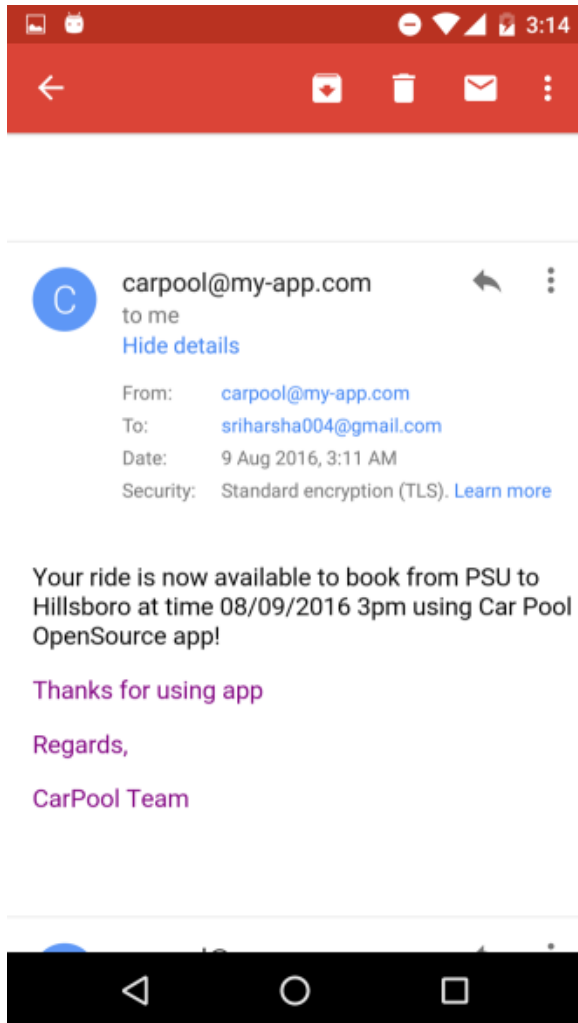 3:14
carpool@my-app.com
to me
Hide details
From: carpool@my-app.com
To: sriharsha004@gmail.com
Date: 9 Aug 2016, 3:11 AM
Security: Standard encryption (TLS). Learn more
Your ride is now available to book from PSU to
Hillsboro at time 08/09/2016 3pm using Car Pool
OpenSource app!
Thanks for using app
Regards,
CarPool Team